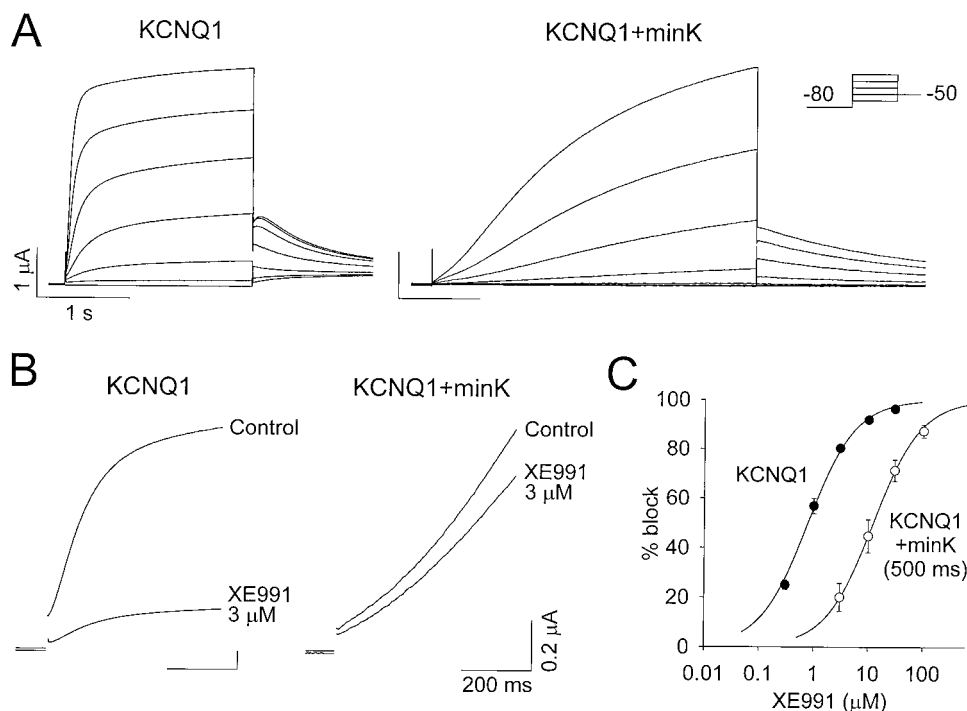 A
KCNQ1
KCNQ1+minK
-80
-50
1 μA
1 s
B
KCNQ1
KCNQ1+minK
Control
XE991
3 μM
Control
XE991
3 μM
0.2 μA
200 ms
C
100
80
60
40
20
0
% block
KCNQ1
KCNQ1
+minK
(500 ms)
0.01 0.1 1 10 100
XE991 (μM)